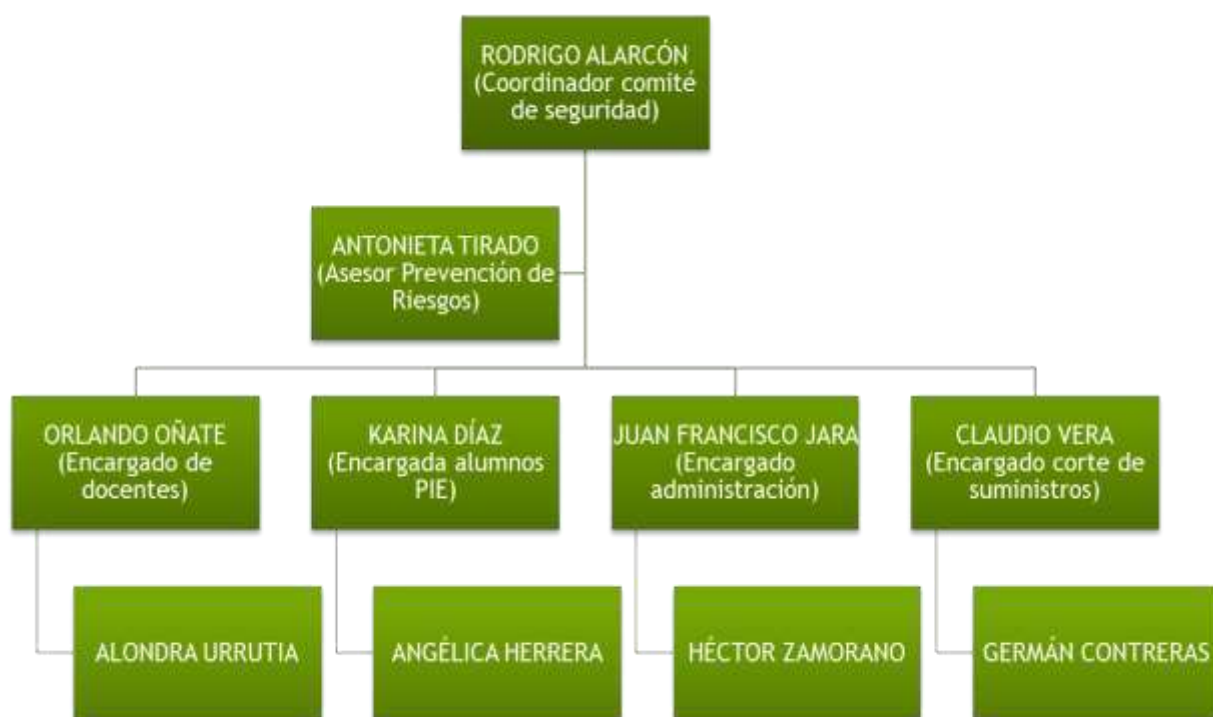 RODRIGO ALARCÓN
(Coordinador comité
de seguridad)
ANTONIETA TIRADO
(Asesor Prevención de
Riesgos)
ORLANDO OÑATE
(Encargado de
docentes)
KARINA DÍAZ
(Encargada alumnos
PIE)
JUAN FRANCISCO JARA
(Encargado
administración)
CLAUDIO VERA
(Encargado corte de
suministros)
ALONDRA URRUTIA
ANGÉLICA HERRERA
HÉCTOR ZAMORANO
GERMÁN CONTRERAS